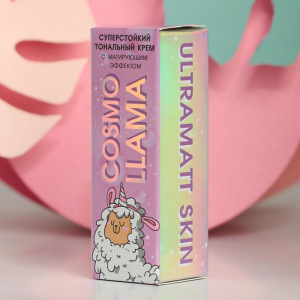 СУПЕРСТОЙКИЙ
ТОНАЛЬНЫЙ КРЕМ
С МАТИРУЮЩИМ
ЭФФЕКТОМ
COSMO
LLAMA
ULTRAMATT SKIN